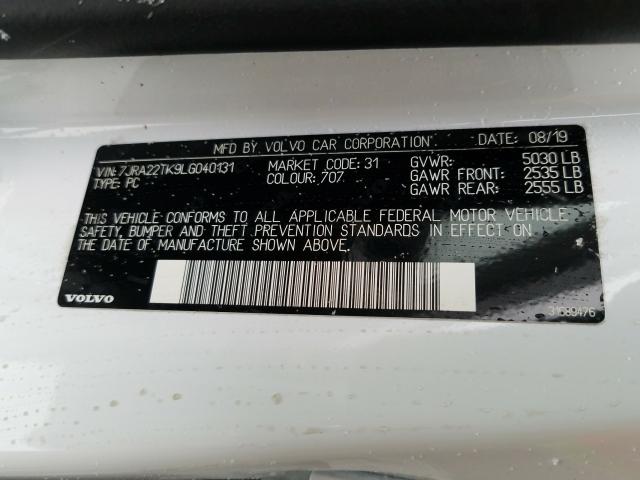 MFD BY VOLVO CAR CORPORATION. DATE: 08/19
VIN: 7JRA22TK9LG040131 MARKET CODE: 31 GVWR: 5030 LB
TYPE: PC COLOUR: 707 GAWR FRONT: 2535 LB
GAWR REAR: 2555 LB
THIS VEHICLE CONFORMS TO ALL APPLICABLE FEDERAL MOTOR VEHICLE
SAFETY, BUMPER AND THEFT PREVENTION STANDARDS IN EFFECT ON
THE DATE OF MANUFACTURE SHOWN ABOVE.
VOLVO
31689476